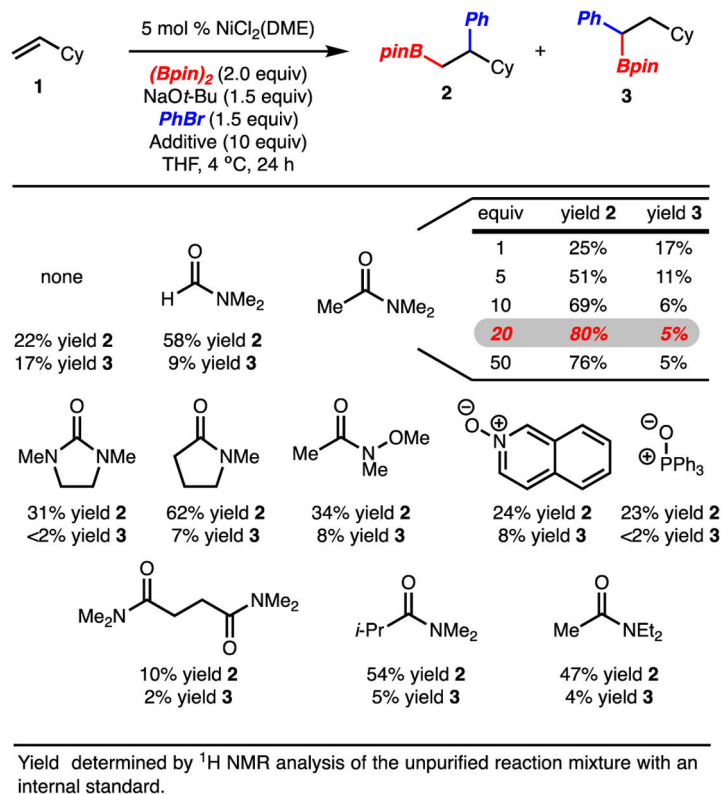 5 mol % NiCl2(DME)
(Bpin)2 (2.0 equiv)
NaOt-Bu (1.5 equiv)
PhBr (1.5 equiv)
Additive (10 equiv)
THF, 4 ºC, 24 h
Cy
1
Ph
pinB
Cy
2
+
Ph
Cy
Bpin
3
equiv yield 2 yield 3
1 25% 17%
5 51% 11%
10 69% 6%
20 80% 5%
50 76% 5%
none
22% yield 2
17% yield 3
O
H NMe2
58% yield 2
9% yield 3
O
Me NMe2
O
MeN NMe
31% yield 2
<2% yield 3
O
NMe
62% yield 2
7% yield 3
O
Me N OMe
Me
34% yield 2
8% yield 3
⊖
O ⊕
N
24% yield 2
8% yield 3
⊖
O
⊕
PPh3
23% yield 2
<2% yield 3
O
Me2N NMe2
O
10% yield 2
2% yield 3
O
i-Pr NMe2
54% yield 2
5% yield 3
O
Me NEt2
47% yield 2
4% yield 3
Yield determined by 1H NMR analysis of the unpurified reaction mixture with an
internal standard.